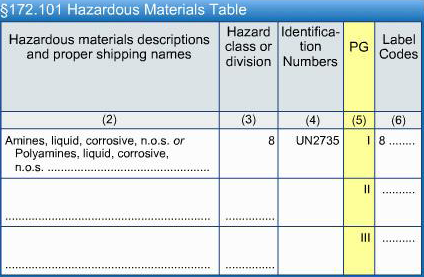 §172.101 Hazardous Materials Table
Hazardous materials descriptions
and proper shipping names
Hazard
class or
division
Identifica-
tion
Numbers
PG
Label
Codes
(2)
(3)
(4)
(5)
(6)
Amines, liquid, corrosive, n.o.s. or
Polyamines, liquid, corrosive,
n.o.s. ..........................................
8
UN2735
I
8 ........
II
..........
.....................................................
.............
III
..........
.....................................................
.............